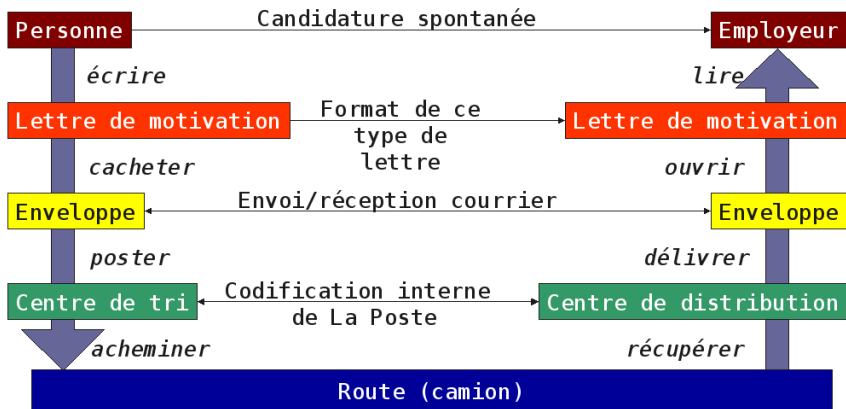 Personne
Candidature spontanée
Employeur
écrire
lire
Lettre de motivation
Format de ce
type de
lettre
Lettre de motivation
cacheter
ouvrir
Enveloppe
Envoi/réception courrier
Enveloppe
poster
délivrer
Centre de tri
Codification interne
de La Poste
Centre de distribution
acheminer
récupérer
Route (camion)